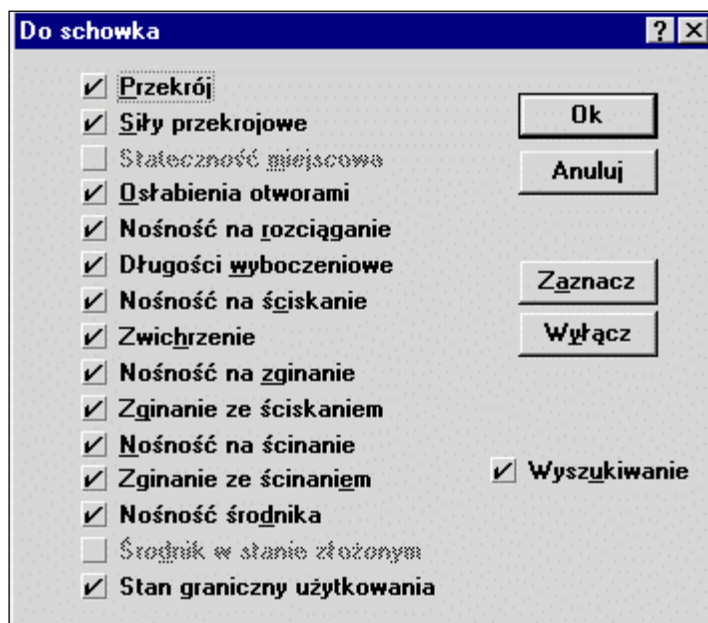 Do schowka
Przekrój
Siły przekrojowe
Stateczność miejscowa
Osłabienia otworami
Nośność na rozciąganie
Długości wyboczeniowe
Nośność na ściskanie
Zwichrzenie
Nośność na zginanie
Zginanie ze ściskaniem
Nośność na ścinanie
Zginanie ze ścinaniem
Nośność środnika
Środnik w stanie złożonym
Stan graniczny użytkowania
Ok
Anuluj
Zaznacz
Wyłącz
Wyszukiwanie